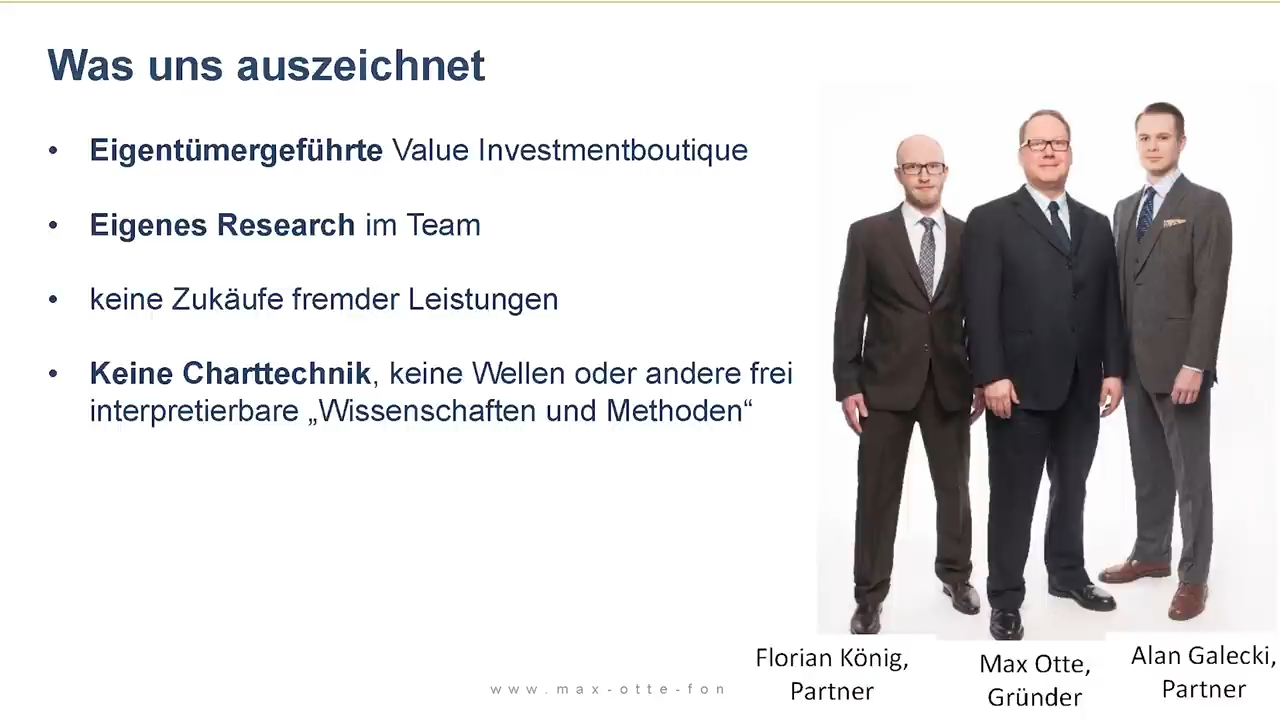 Was uns auszeichnet
• Eigentümergeführte Value Investmentboutique
• Eigenes Research im Team
• keine Zukäufe fremder Leistungen
• Keine Charttechnik, keine Wellen oder andere frei
interpretierbare „Wissenschaften und Methoden“
Florian König,
Partner
Max Otte,
Gründer
Alan Galecki,
Partner
www.max-otte-fon